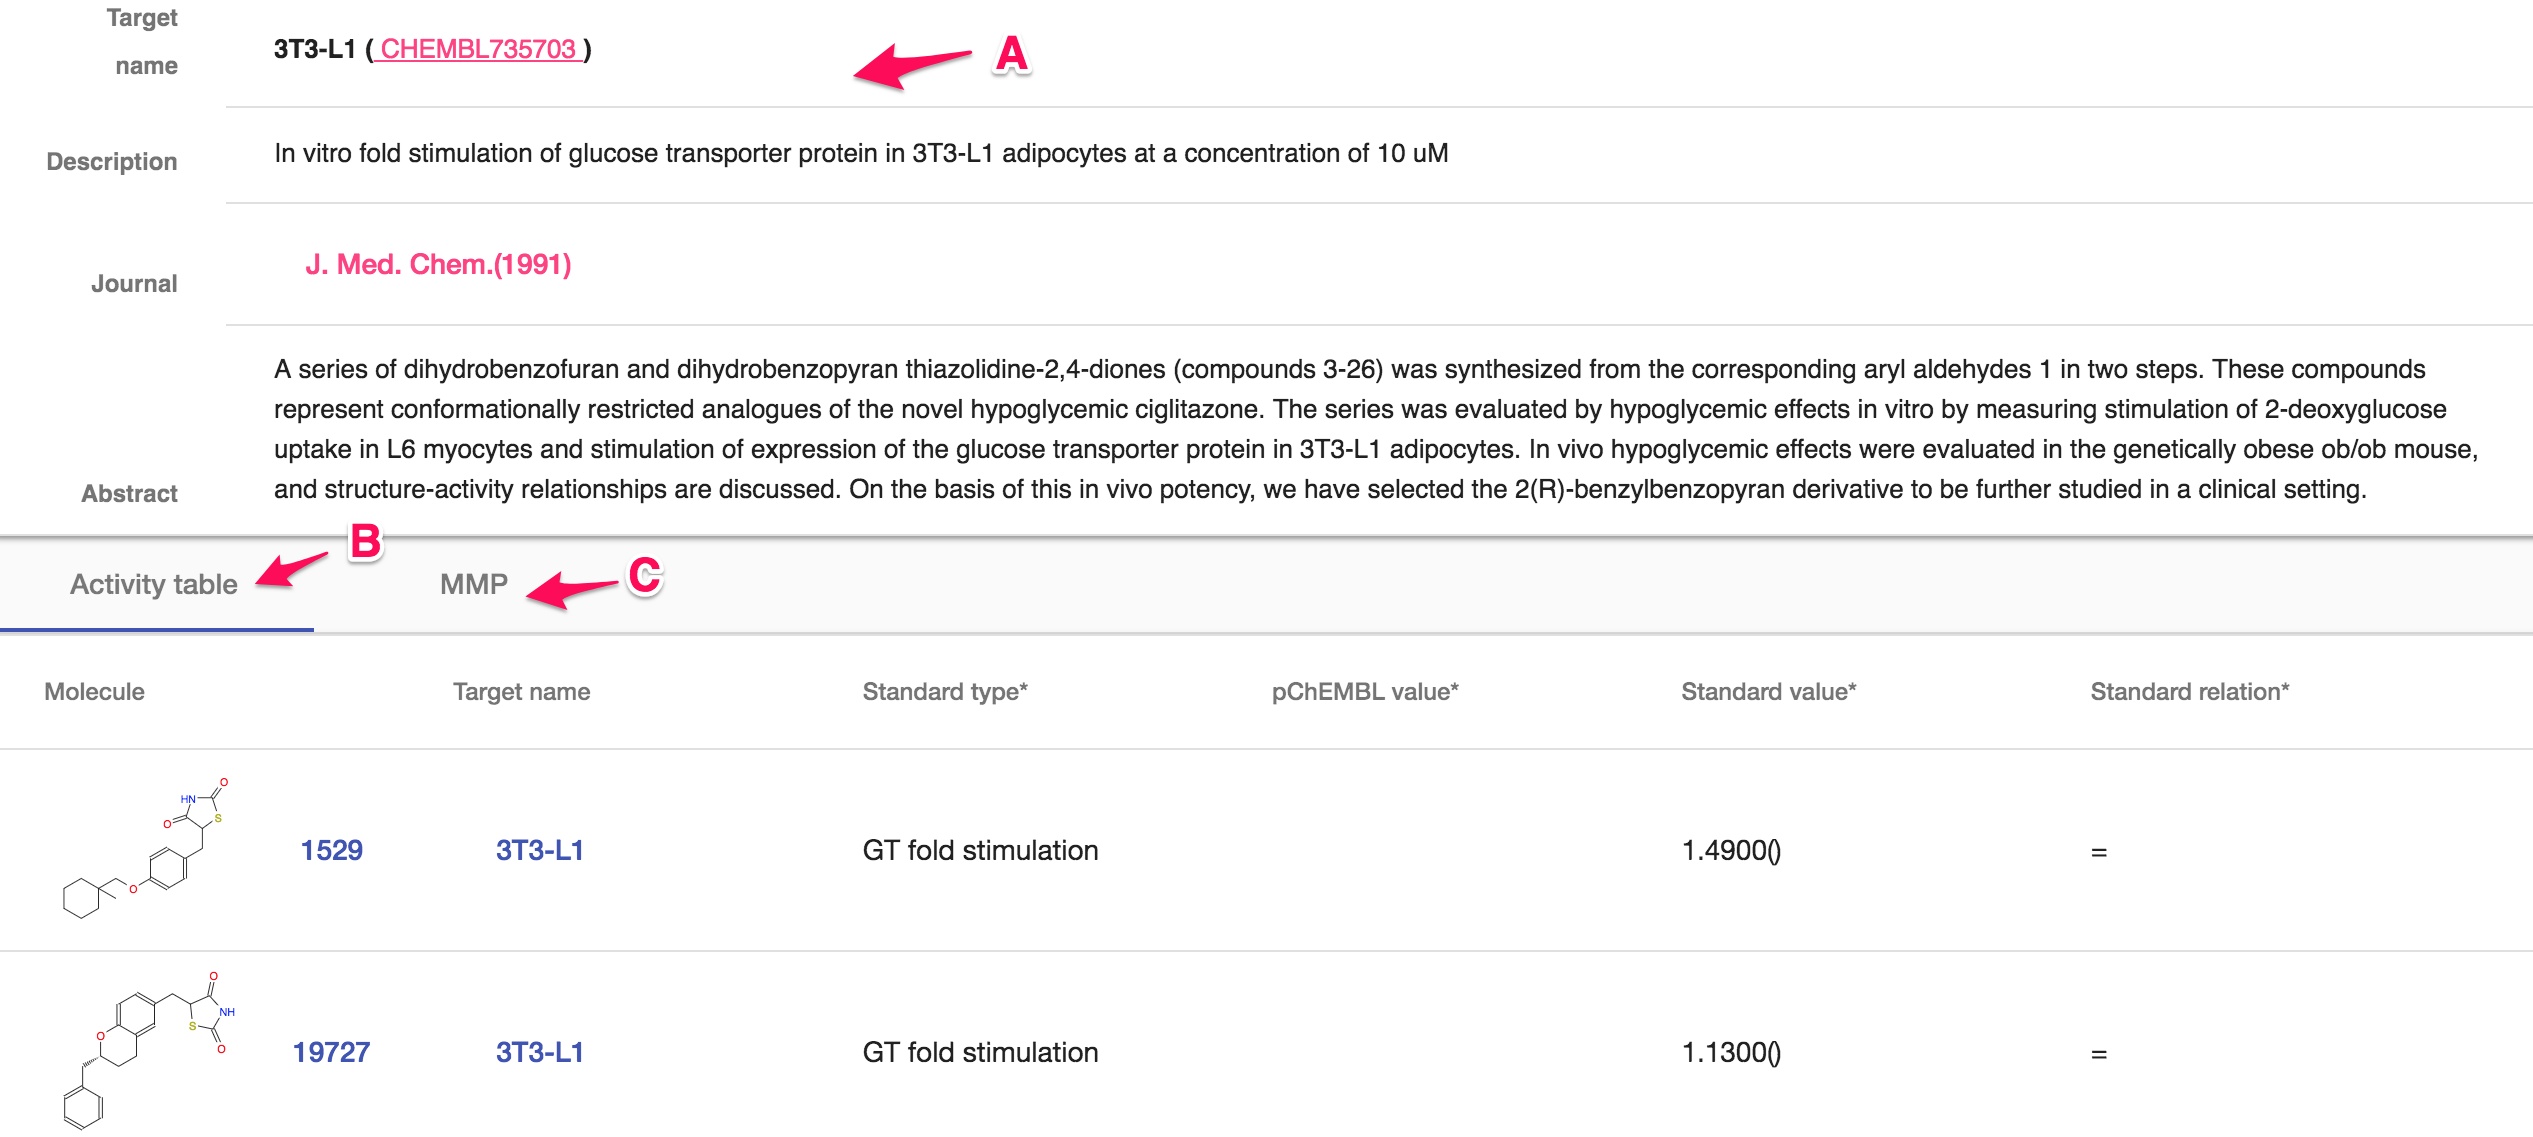 Target
name
3T3-L1 ( CHEMBL735703 )
A
Description
In vitro fold stimulation of glucose transporter protein in 3T3-L1 adipocytes at a concentration of 10 uM
Journal
J. Med. Chem.(1991)
Abstract
A series of dihydrobenzofuran and dihydrobenzopyran thiazolidine-2,4-diones (compounds 3-26) was synthesized from the corresponding aryl aldehydes 1 in two steps. These compounds
represent conformationally restricted analogues of the novel hypoglycemic ciglitazone. The series was evaluated by hypoglycemic effects in vitro by measuring stimulation of 2-deoxyglucose
uptake in L6 myocytes and stimulation of expression of the glucose transporter protein in 3T3-L1 adipocytes. In vivo hypoglycemic effects were evaluated in the genetically obese ob/ob mouse,
and structure-activity relationships are discussed. On the basis of this in vivo potency, we have selected the 2(R)-benzylbenzopyran derivative to be further studied in a clinical setting.
Activity table
B
MMP
C
Molecule Target name Standard type* pChEMBL value* Standard value* Standard relation*
O
HN
S
O
O
1529 3T3-L1 GT fold stimulation 1.4900() =
O
NH
S
O
O
19727 3T3-L1 GT fold stimulation 1.1300() =